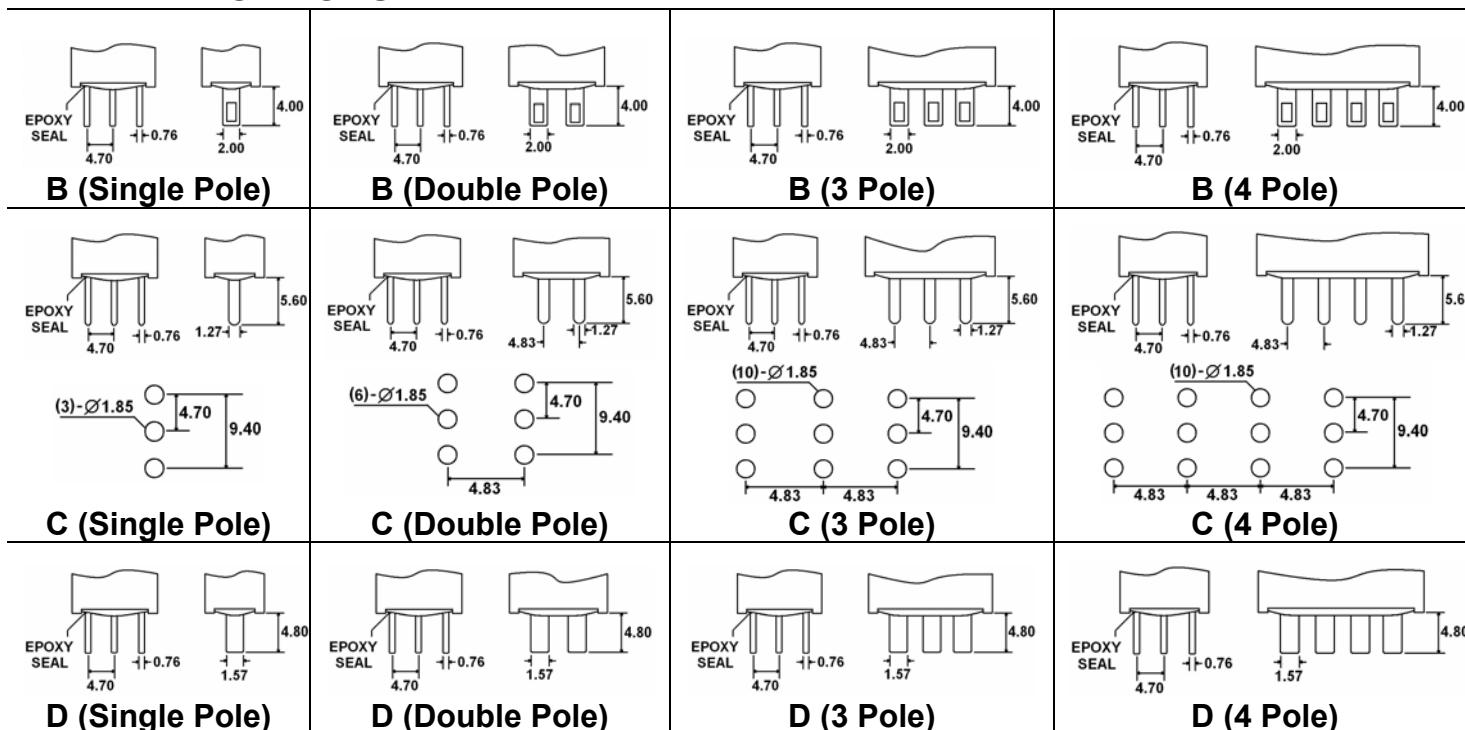 EPOXY
SEAL
4.70
0.76
2.00
4.00
B (Single Pole)
EPOXY
SEAL
4.70
0.76
2.00
4.00
B (Double Pole)
EPOXY
SEAL
4.70
0.76
2.00
4.00
B (3 Pole)
EPOXY
SEAL
4.70
0.76
2.00
4.00
B (4 Pole)
EPOXY
SEAL
4.70
0.76
1.27
5.60
(3)-Ø1.85
4.70
9.40
C (Single Pole)
EPOXY
SEAL
4.70
0.76
4.83
1.27
5.60
(6)-Ø1.85
4.70
9.40
4.83
C (Double Pole)
EPOXY
SEAL
4.70
0.76
4.83
1.27
5.60
(10)-Ø1.85
4.70
9.40
4.83
4.83
C (3 Pole)
EPOXY
SEAL
4.70
0.76
4.83
1.27
5.6
(10)-Ø1.85
4.70
9.40
4.83
4.83
4.83
C (4 Pole)
EPOXY
SEAL
4.70
0.76
1.57
4.80
D (Single Pole)
EPOXY
SEAL
4.70
0.76
1.57
4.80
D (Double Pole)
EPOXY
SEAL
4.70
0.76
1.57
4.80
D (3 Pole)
EPOXY
SEAL
4.70
0.76
1.57
4.80
D (4 Pole)